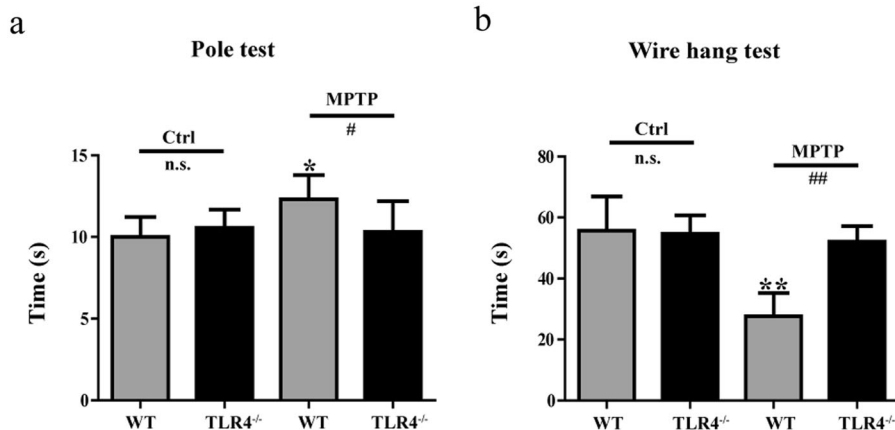 a
Pole test
MPTP
#
Ctrl
n.s.
*
15
10
5
0
Time (s)
WT TLR4-/- WT TLR4-/-
b
Wire hang test
Ctrl
n.s.
MPTP
##
**
80
60
40
20
0
Time (s)
WT TLR4-/- WT TLR4-/-